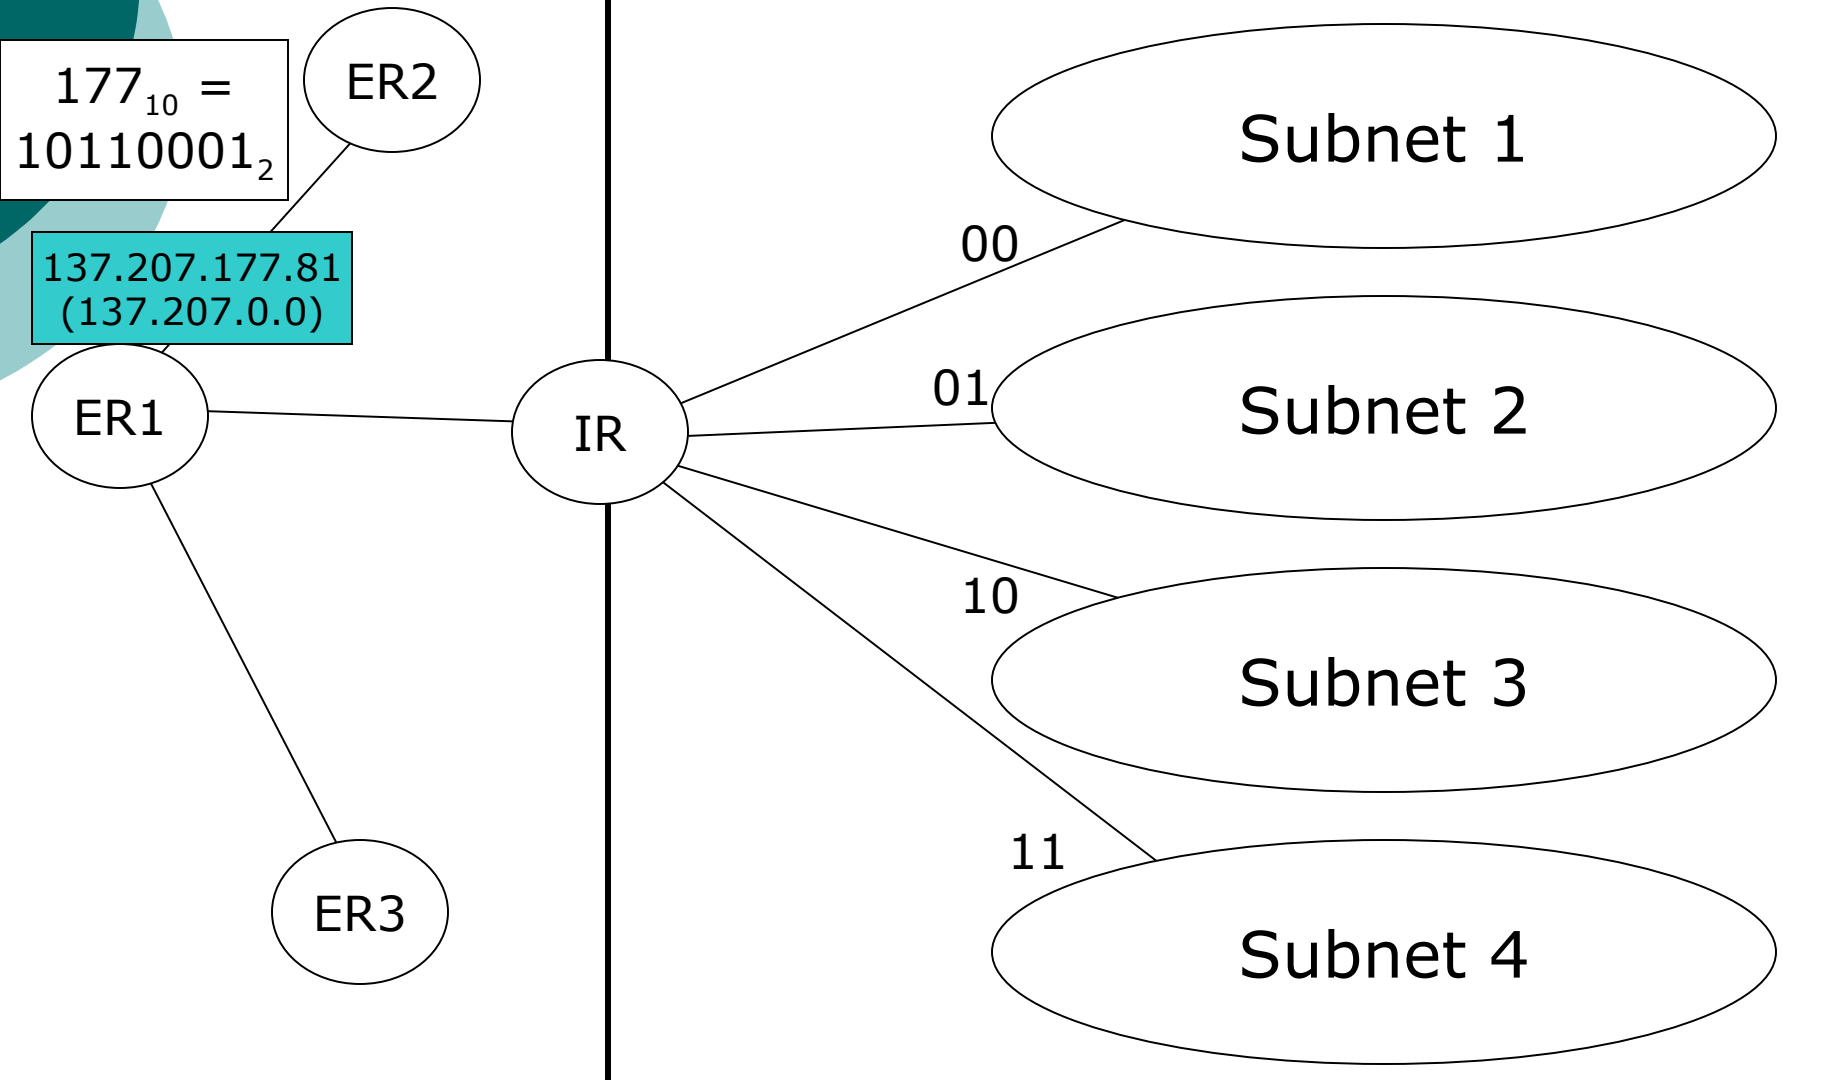 177₁₀ =
10110001₂
ER2
137.207.177.81
(137.207.0.0)
ER1
IR
ER3
00
01
10
11
Subnet 1
Subnet 2
Subnet 3
Subnet 4